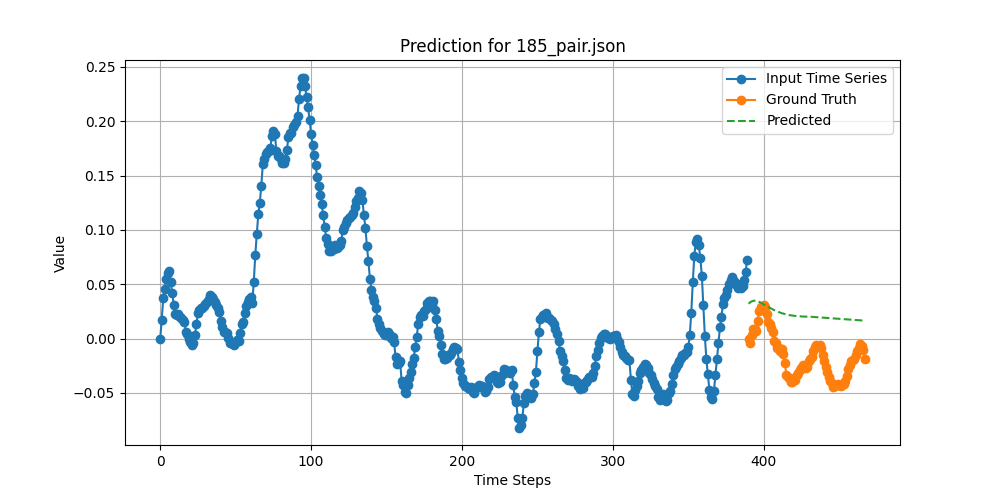 Prediction for 185_pair.json
Input Time Series
Ground Truth
Predicted
Value
0.25
0.20
0.15
0.10
0.05
0.00
−0.05
0 100 200 300 400
Time Steps